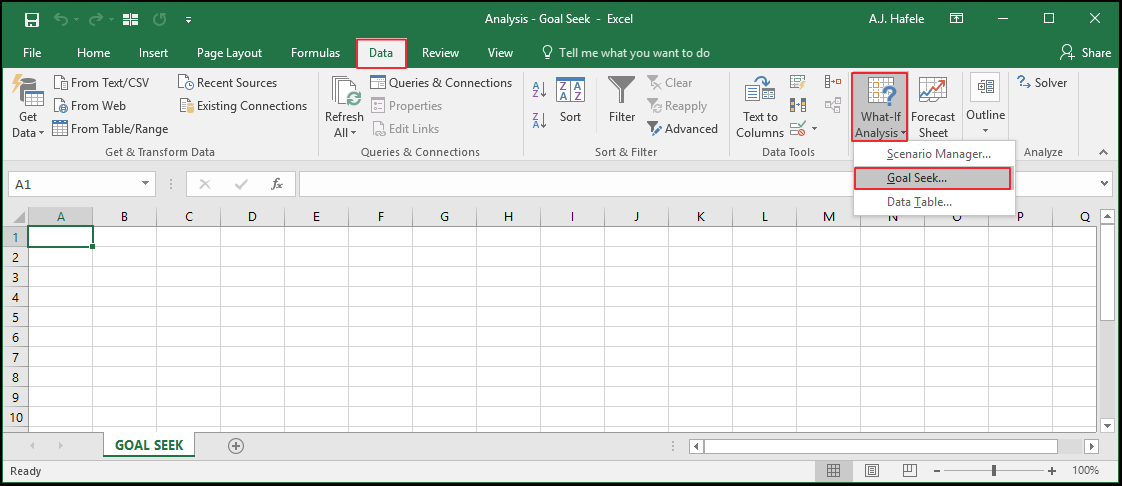 Analysis - Goal Seek - Excel
A.J. Hafele
File Home Insert Page Layout Formulas Data Review View Tell me what you want to do Share
Get Data
From Text/CSV
From Web
From Table/Range
Recent Sources
Existing Connections
Get & Transform Data
Refresh All
Queries & Connections
Properties
Edit Links
Queries & Connections
A Z
Z A
Z A A Z
Sort
Filter
Clear
Reapply
Advanced
Sort & Filter
Text to Columns
Data Tools
What-If Analysis
Forecast Sheet
Outline
Solver
Analyze
Scenario Manager...
Goal Seek...
Data Table...
A1
fx
A B C D E F G H I J K L M N O P Q
1
2
3
4
5
6
7
8
9
10
GOAL SEEK
Ready
100%